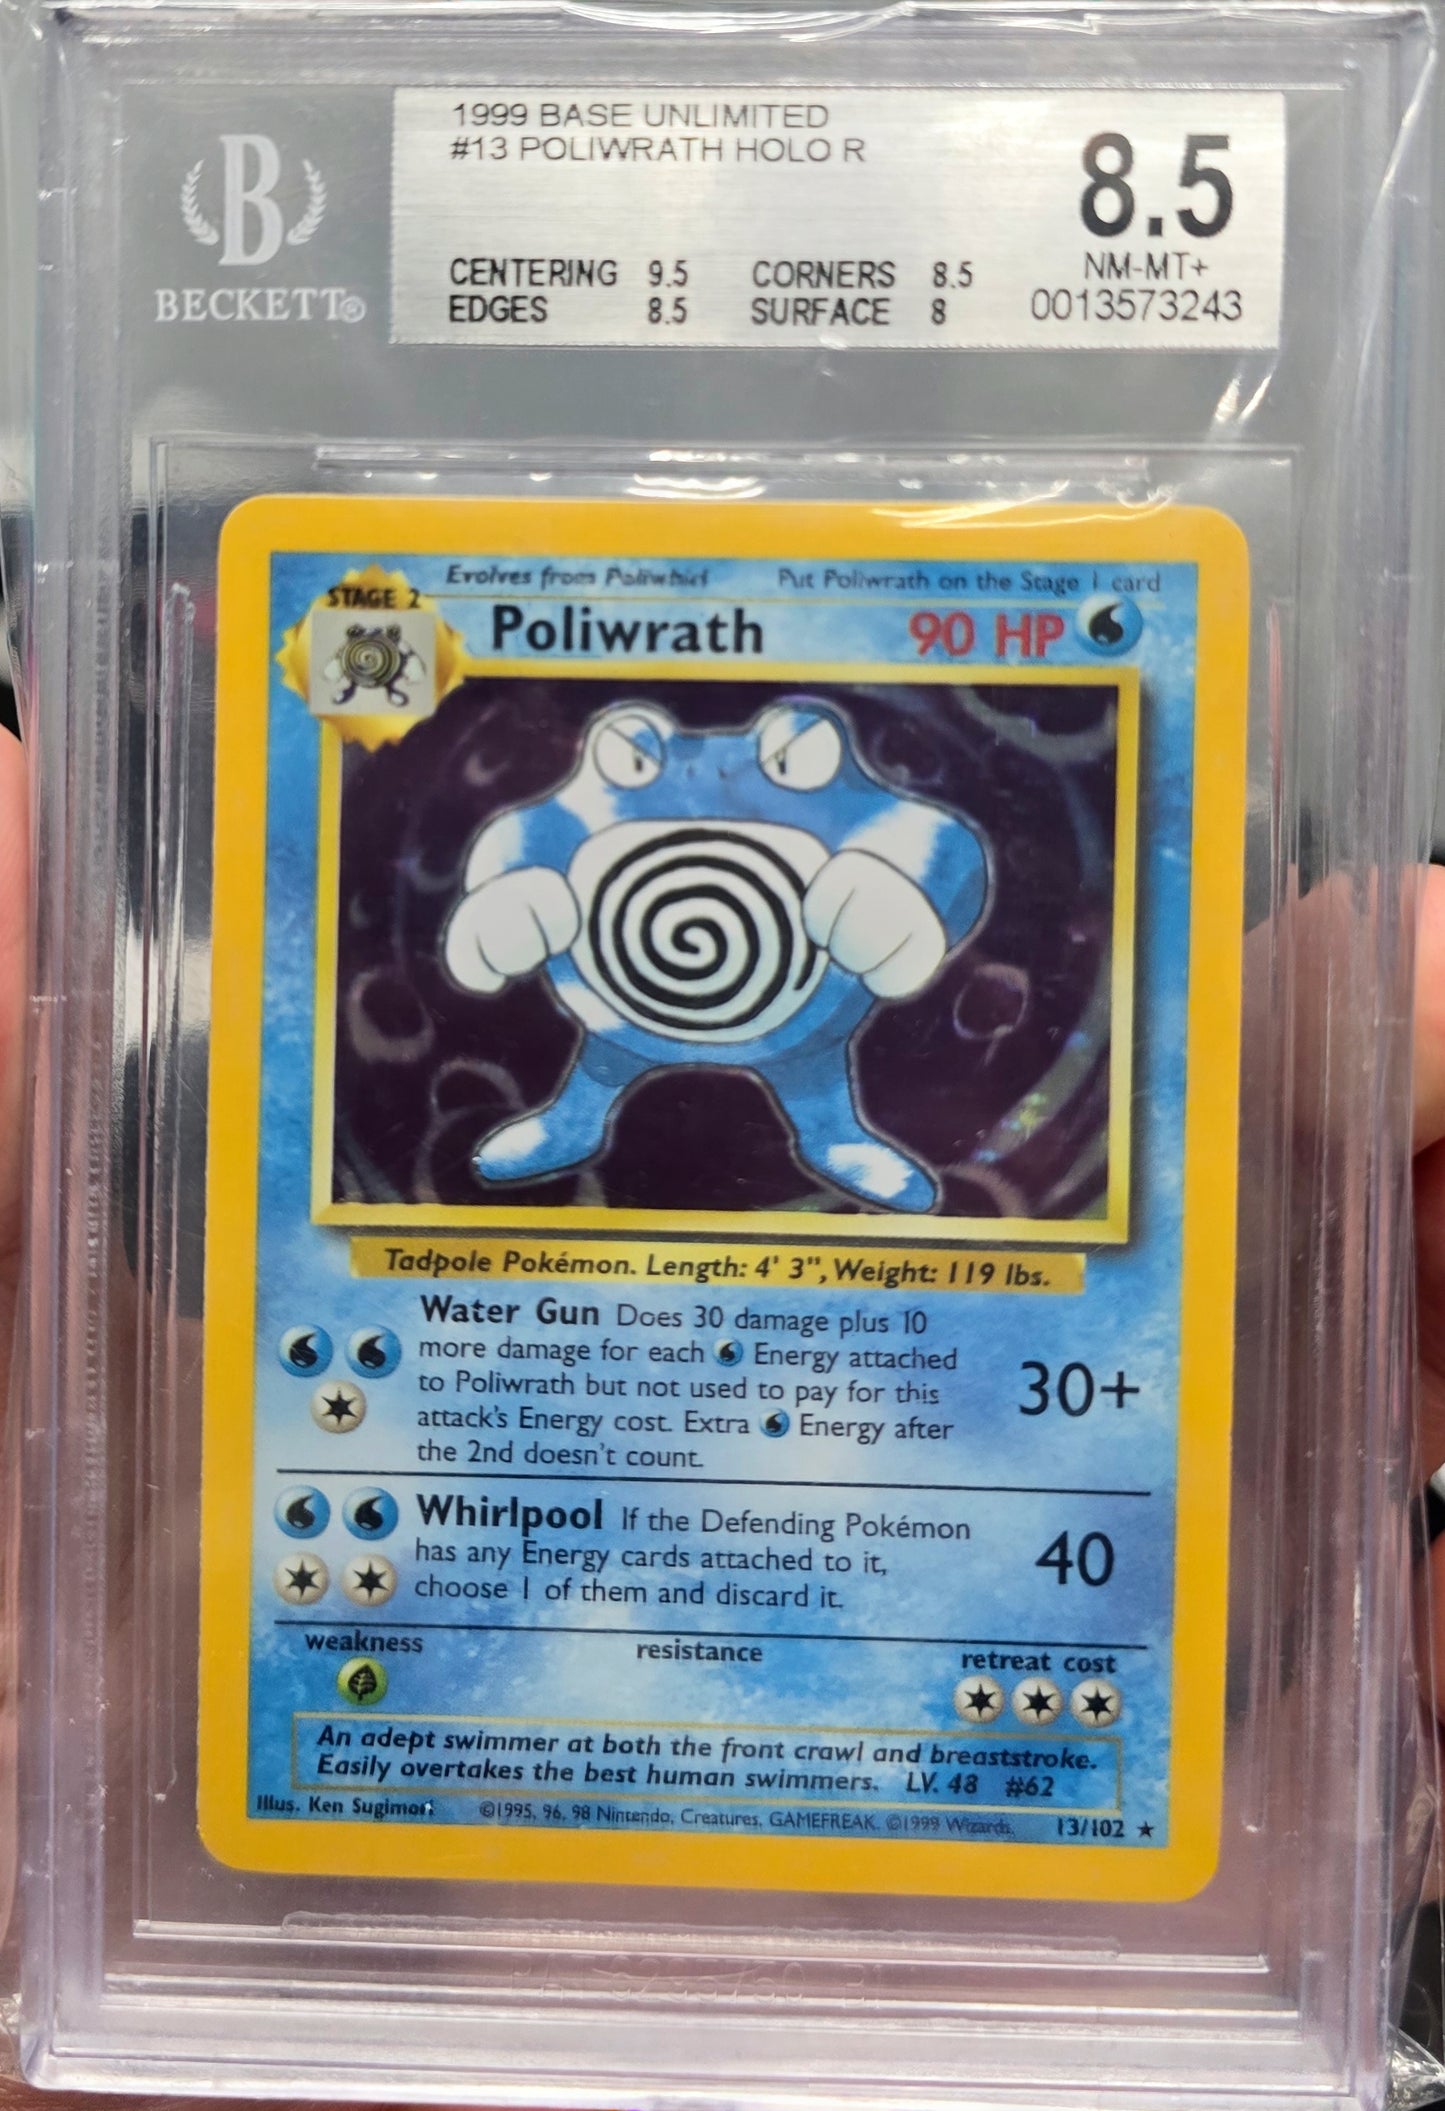 B
BECKETT®
1999 BASE UNLIMITED
#13 POLIWRATH HOLO R
8.5
NM-MT+
0013573243
CENTERING 9.5 CORNERS 8.5
EDGES 8.5 SURFACE 8
Evolves from Poliwhirl Put Poliwrath on the Stage 1 card
STAGE 2
Poliwrath 90 HP
Tadpole Pokémon. Length: 4' 3", Weight: 119 lbs.
Water Gun Does 30 damage plus 10
more damage for each Energy attached
to Poliwrath but not used to pay for this
attack's Energy cost. Extra Energy after
the 2nd doesn't count.
30+
Whirlpool If the Defending Pokémon
has any Energy cards attached to it,
choose 1 of them and discard it.
40
weakness resistance retreat cost
An adept swimmer at both the front crawl and breaststroke.
Easily overtakes the best human swimmers. LV. 48 #62
Illus. Ken Sugimori ©1995, 96, 98 Nintendo, Creatures, GAMEFREAK. ©1999 Wizards. 13/102 ★